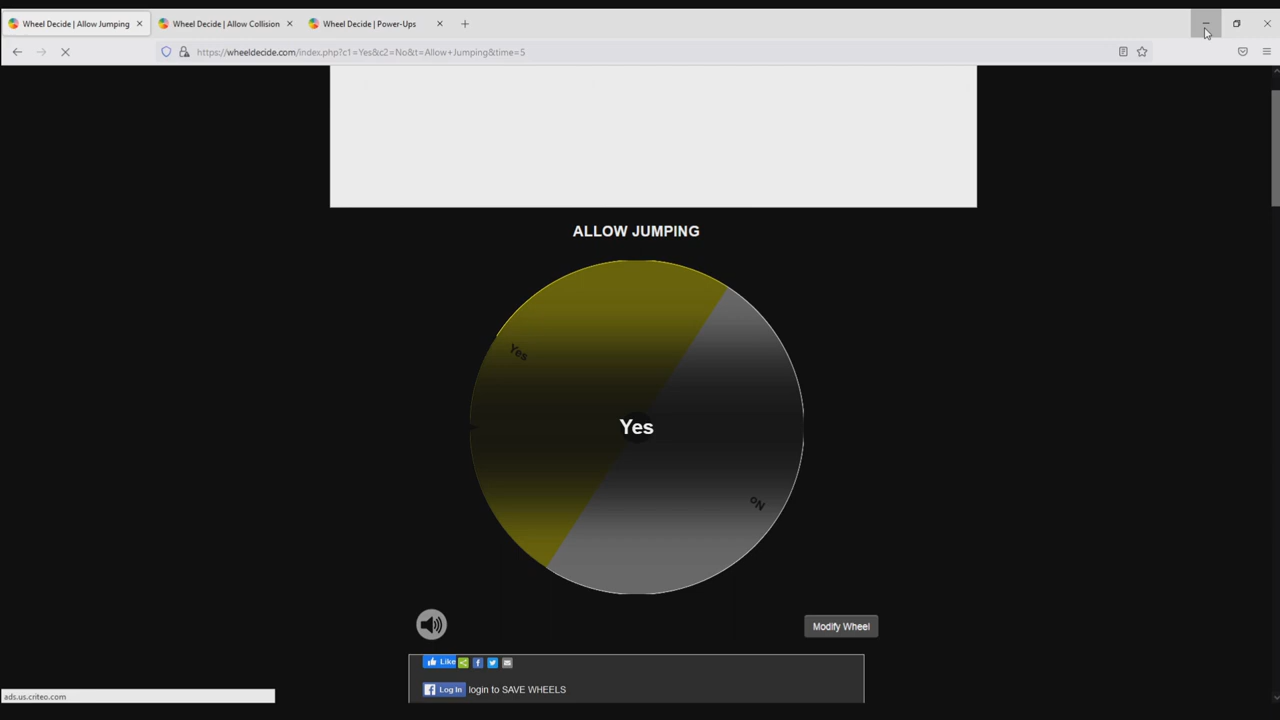 Wheel Decide | Allow Jumping
Wheel Decide | Allow Collision
Wheel Decide | Power-Ups
https://wheeldecide.com/index.php?c1=Yes&c2=No&t=Allow+Jumping&time=5
ALLOW JUMPING
Yes
Yes
No
Modify Wheel
Like
Log In login to SAVE WHEELS
ads.us.criteo.com